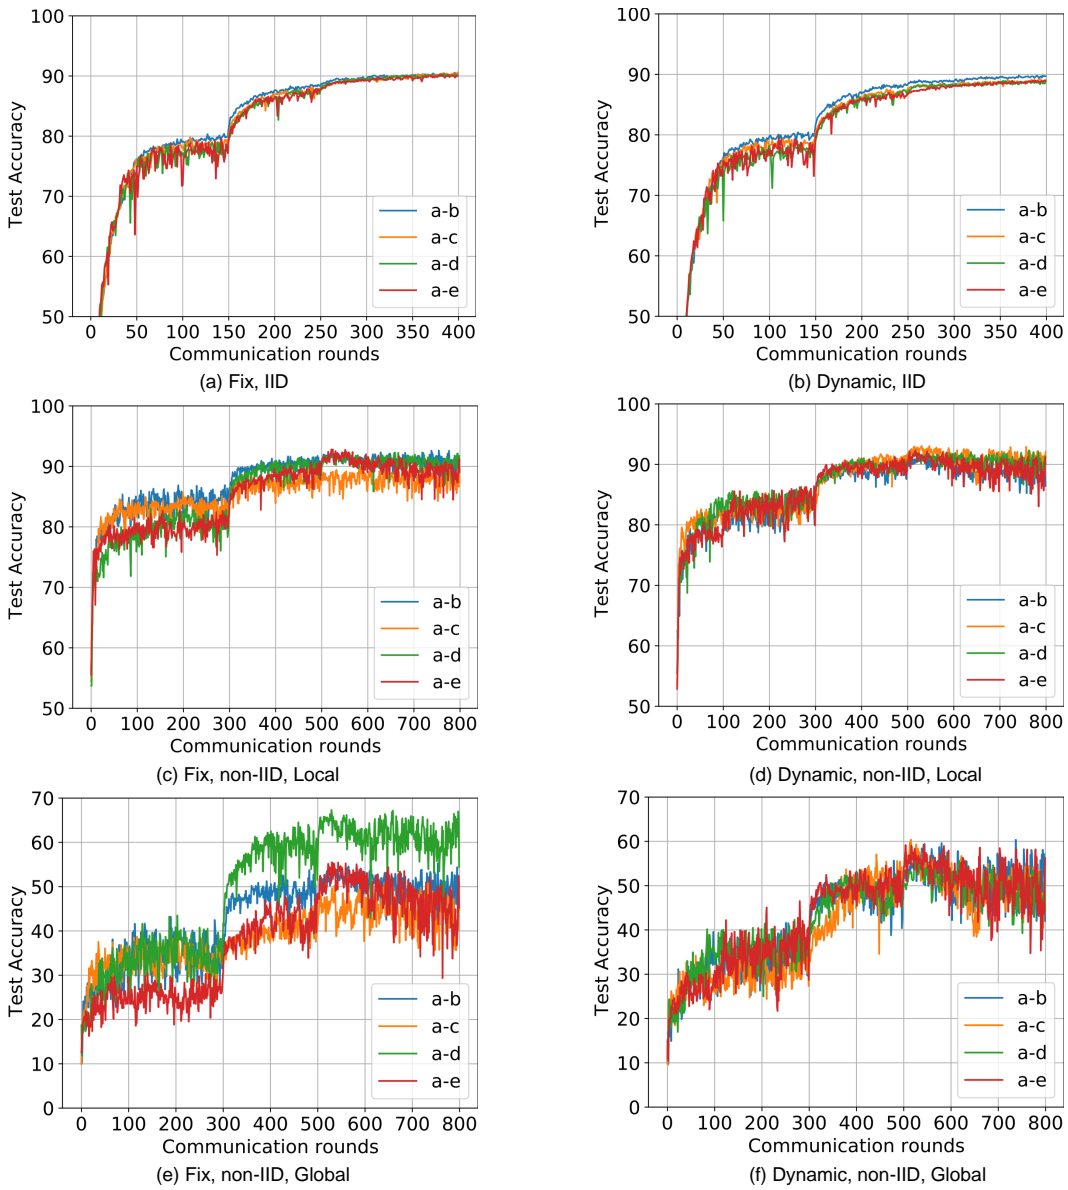 100
90
80
70
60
50
Test Accuracy
a-b
a-c
a-d
a-e
0 50 100 150 200 250 300 350 400
Communication rounds
(a) Fix, IID
100
90
80
70
60
50
Test Accuracy
a-b
a-c
a-d
a-e
0 50 100 150 200 250 300 350 400
Communication rounds
(b) Dynamic, IID
100
90
80
70
60
50
Test Accuracy
a-b
a-c
a-d
a-e
0 100 200 300 400 500 600 700 800
Communication rounds
(c) Fix, non-IID, Local
100
90
80
70
60
50
Test Accuracy
a-b
a-c
a-d
a-e
0 100 200 300 400 500 600 700 800
Communication rounds
(d) Dynamic, non-IID, Local
70
60
50
40
30
20
10
0
Test Accuracy
a-b
a-c
a-d
a-e
0 100 200 300 400 500 600 700 800
Communication rounds
(e) Fix, non-IID, Global
70
60
50
40
30
20
10
0
Test Accuracy
a-b
a-c
a-d
a-e
0 100 200 300 400 500 600 700 800
Communication rounds
(f) Dynamic, non-IID, Global